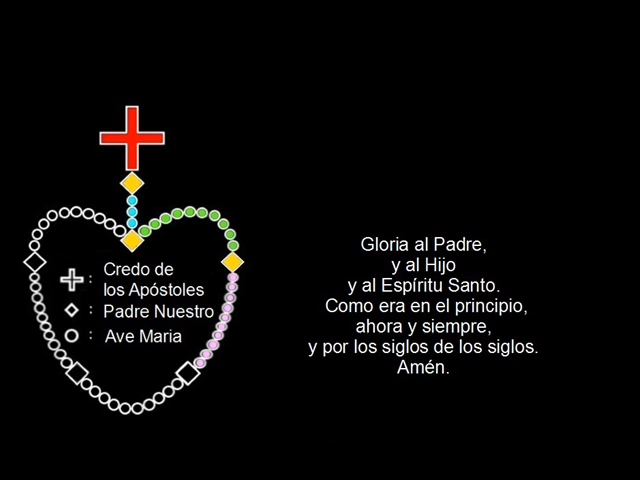 Credo de
los Apóstoles
Padre Nuestro
Ave Maria
Gloria al Padre,
y al Hijo
y al Espíritu Santo.
Como era en el principio,
ahora y siempre,
y por los siglos de los siglos.
Amén.